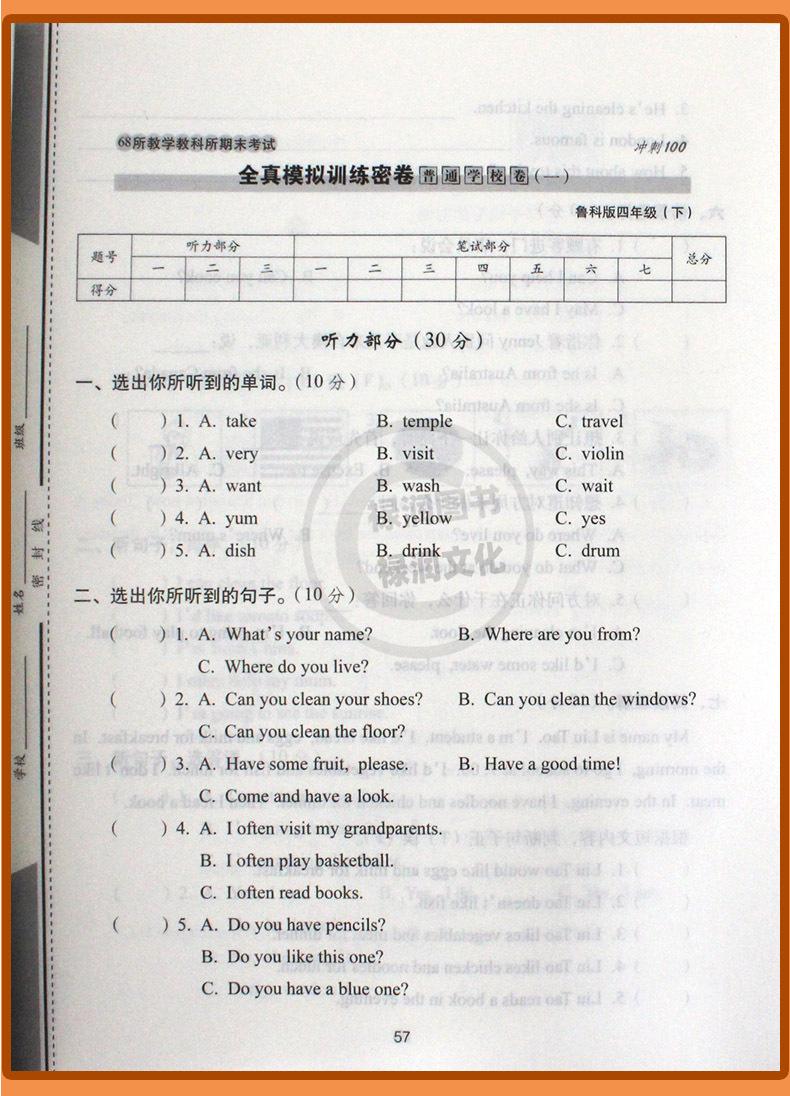 68所教学教科所期末考试
冲刺100
全真模拟训练密卷 普通学校卷 (一)
鲁科版四年级(下)
题号 听力部分 笔试部分 总分
一 二 三 一 二 三 四 五 六 七
得分
听力部分(30分)
一、选出你所听到的单词。(10分)
( ) 1. A. take B. temple C. travel
( ) 2. A. very B. visit C. violin
( ) 3. A. want B. wash C. wait
( ) 4. A. yum B. yellow C. yes
( ) 5. A. dish B. drink C. drum
二、选出你所听到的句子。(10分)
( ) 1. A. What's your name? B. Where are you from?
C. Where do you live?
( ) 2. A. Can you clean your shoes? B. Can you clean the windows?
C. Can you clean the floor?
( ) 3. A. Have some fruit, please. B. Have a good time!
C. Come and have a look.
( ) 4. A. I often visit my grandparents.
B. I often play basketball.
C. I often read books.
( ) 5. A. Do you have pencils?
B. Do you like this one?
C. Do you have a blue one?
57
班级
姓名
学校
密封线
禄润图书
禄润文化